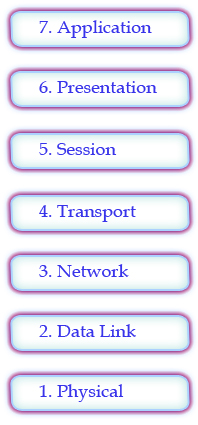 7. Application
6. Presentation
5. Session
4. Transport
3. Network
2. Data Link
1. Physical